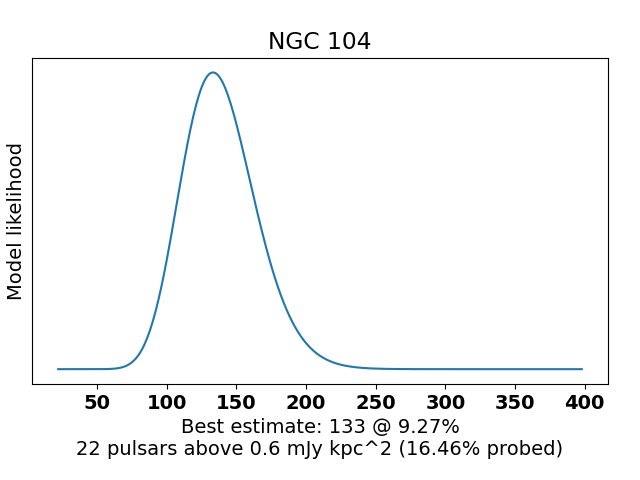 NGC 104
Model likelihood
50 100 150 200 250 300 350 400
Best estimate: 133 @ 9.27%
22 pulsars above 0.6 mJy kpc^2 (16.46% probed)